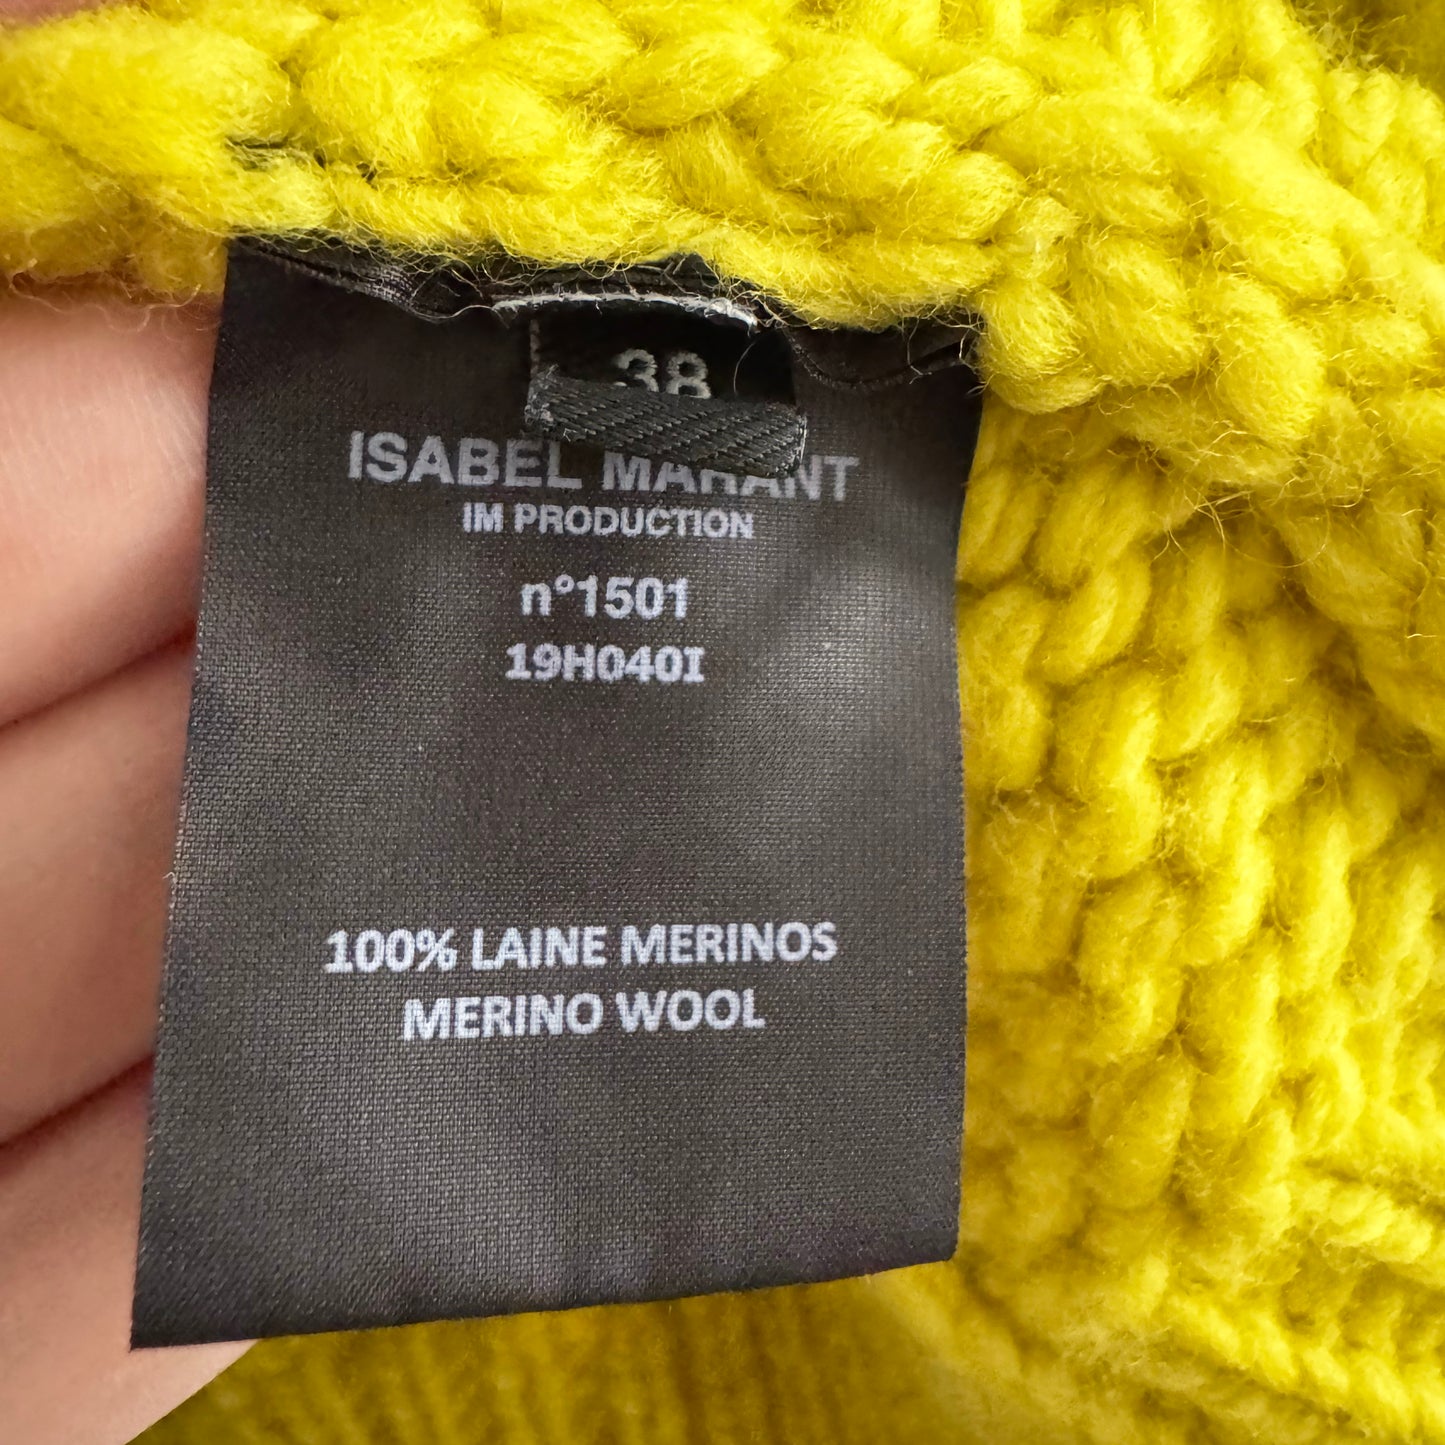 38
ISABEL MARANT
IM PRODUCTION
n°1501
19H040I
100% LAINE MERINOS
MERINO WOOL